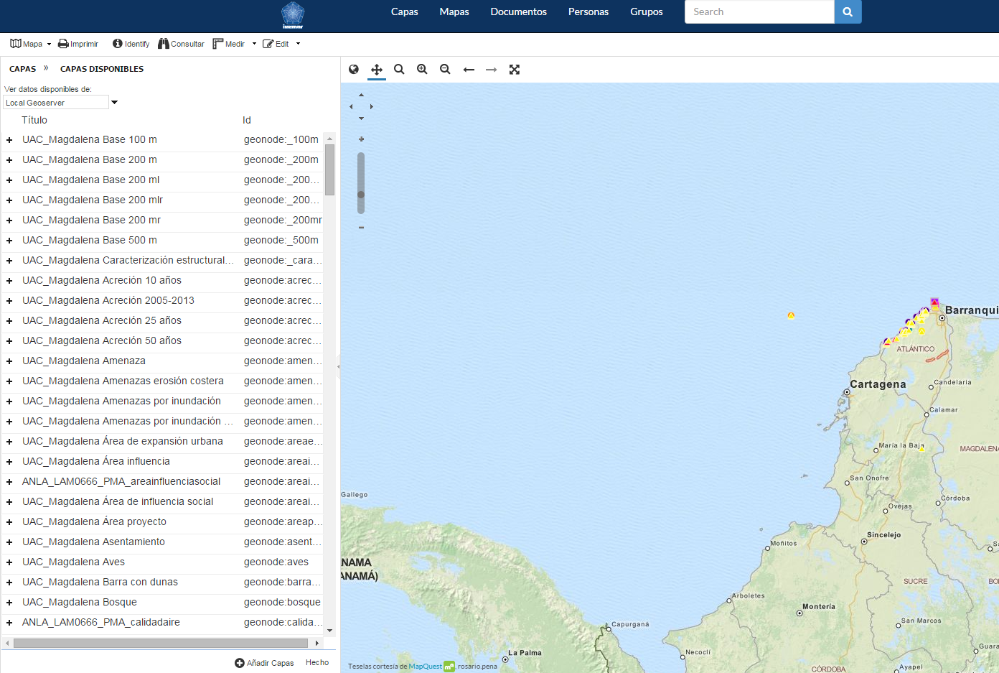 invemar
Capas Mapas Documentos Personas Grupos Search
Mapa Imprimir Identify Consultar Medir Edit
CAPAS » CAPAS DISPONIBLES
Ver datos disponibles de:
Local Geoserver
Título Id
UAC_Magdalena Base 100 m geonode:_100m
UAC_Magdalena Base 200 m geonode:_200m
UAC_Magdalena Base 200 ml geonode:_200...
UAC_Magdalena Base 200 mlr geonode:_200...
UAC_Magdalena Base 200 mr geonode:_200mr
UAC_Magdalena Base 500 m geonode:_500m
UAC_Magdalena Caracterización estructural... geonode:_cara...
UAC_Magdalena Acreción 10 años geonode:acrec...
UAC_Magdalena Acreción 2005-2013 geonode:acrec...
UAC_Magdalena Acreción 25 años geonode:acrec...
UAC_Magdalena Acreción 50 años geonode:acrec...
UAC_Magdalena Amenaza geonode:amen...
UAC_Magdalena Amenazas erosión costera geonode:amen...
UAC_Magdalena Amenazas por inundación geonode:amen...
UAC_Magdalena Amenazas por inundación ... geonode:amen...
UAC_Magdalena Área de expansión urbana geonode:areae...
UAC_Magdalena Área influencia geonode:areai...
ANLA_LAM0666_PMA_areainfluenciasocial geonode:areai...
UAC_Magdalena Área de influencia social geonode:areai...
UAC_Magdalena Área proyecto geonode:areap...
UAC_Magdalena Asentamiento geonode:asent...
UAC_Magdalena Aves geonode:aves
UAC_Magdalena Barra con dunas geonode:barra...
UAC_Magdalena Bosque geonode:bosque
ANLA_LAM0666_PMA_calidadaire geonode:calida...
Añadir Capas Hecho
Barranqui
ATLÁNTICO
Cartagena
Candelaria
Calamar
María la Baja
MAGDALENA
San Onofre
Gallego
Córdoba
Ovejas
Sincelejo
Moñitos
NAMA
ANAMÁ)
SUCRE
BO
Arboletes
Montería
San Marcos
Capurganá
Guara
La Palma
Necoclí
Ayapel
CÓRDOBA
Teselas cortesía de MapQuest mq, rosario.pena